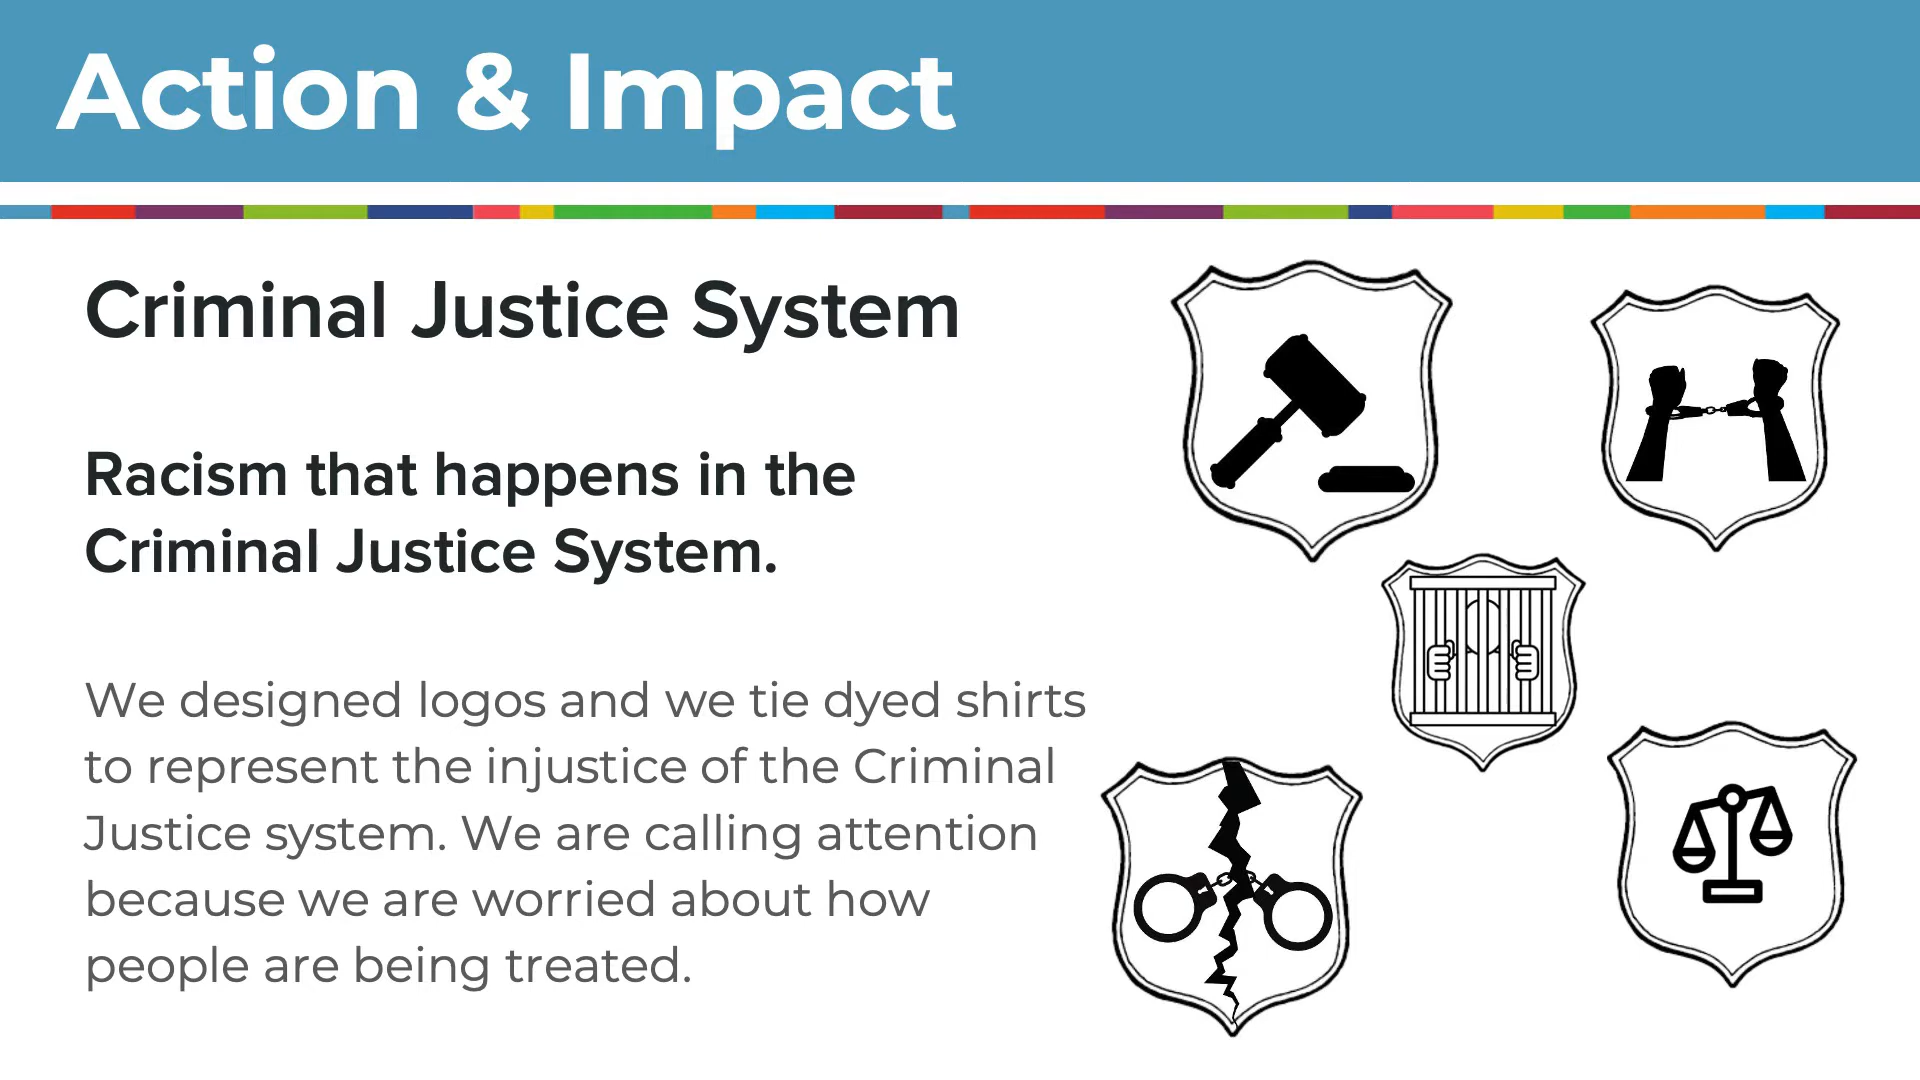 Action & Impact
Criminal Justice System
Racism that happens in the
Criminal Justice System.
We designed logos and we tie dyed shirts
to represent the injustice of the Criminal
Justice system. We are calling attention
because we are worried about how
people are being treated.